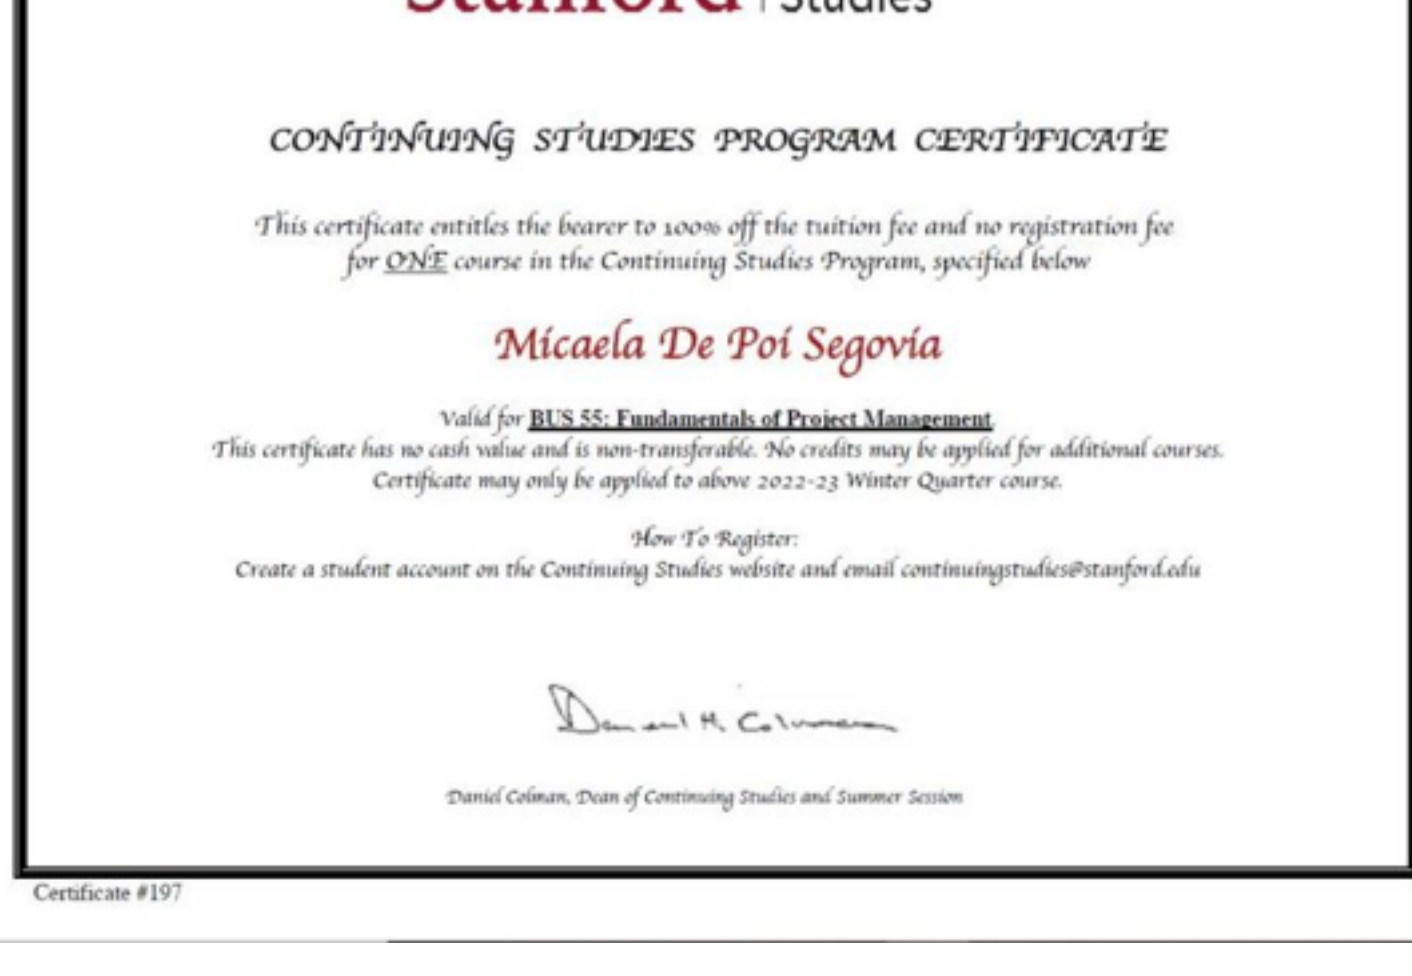 Stanford | Studies
CONTINUING STUDIES PROGRAM CERTIFICATE
This certificate entitles the bearer to 100% off the tuition fee and no registration fee
for ONE course in the Continuing Studies Program, specified below
Micaela De Poi Segovia
Valid for BUS 55: Fundamentals of Project Management
This certificate has no cash value and is non-transferable. No credits may be applied for additional courses.
Certificate may only be applied to above 2022-23 Winter Quarter course.
How To Register:
Create a student account on the Continuing Studies website and email continuingstudies@stanford.edu
Daniel H. Colman
Daniel Colman, Dean of Continuing Studies and Summer Session
Certificate #197